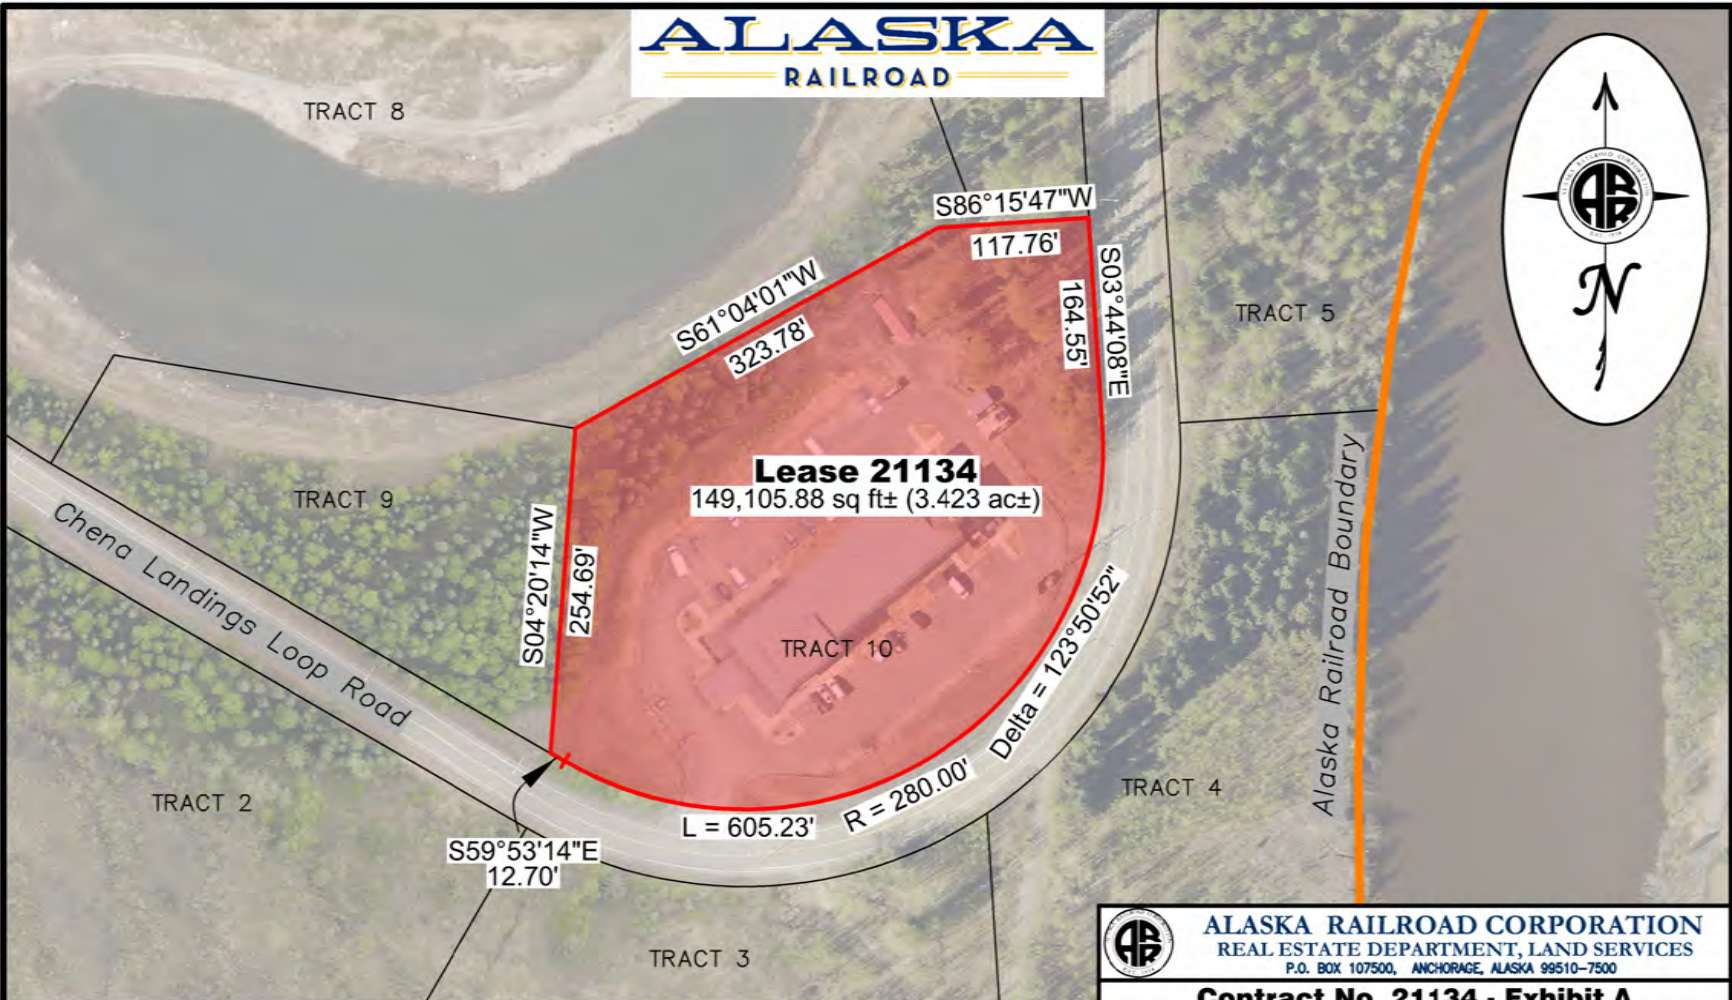 ALASKA
RAILROAD
TRACT 8
S86°15'47"W
117.76'
S61°04'01"W
323.78'
S03°44'08"E
164.55'
TRACT 5
N
Lease 21134
149,105.88 sq ft± (3.423 ac±)
TRACT 9
S04°20'14"W
254.69'
Chena Landings Loop Road
TRACT 10
Delta = 123°50'52"
R = 280.00'
L = 605.23'
Alaska Railroad Boundary
TRACT 2
TRACT 4
S59°53'14"E
12.70'
TRACT 3
ALASKA RAILROAD CORPORATION
REAL ESTATE DEPARTMENT, LAND SERVICES
P.O. BOX 107500, ANCHORAGE, ALASKA 99510-7500
Contract No. 21134 - Exhibit A